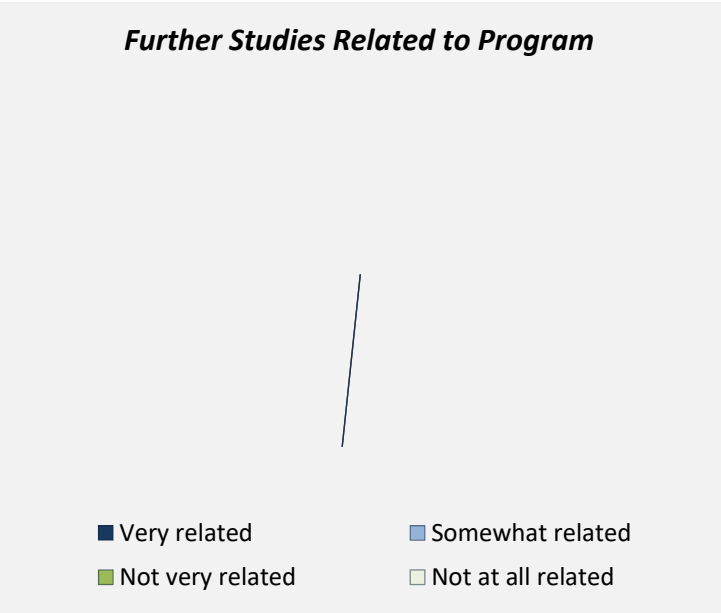 Further Studies Related to Program
Very related
Somewhat related
Not very related
Not at all related